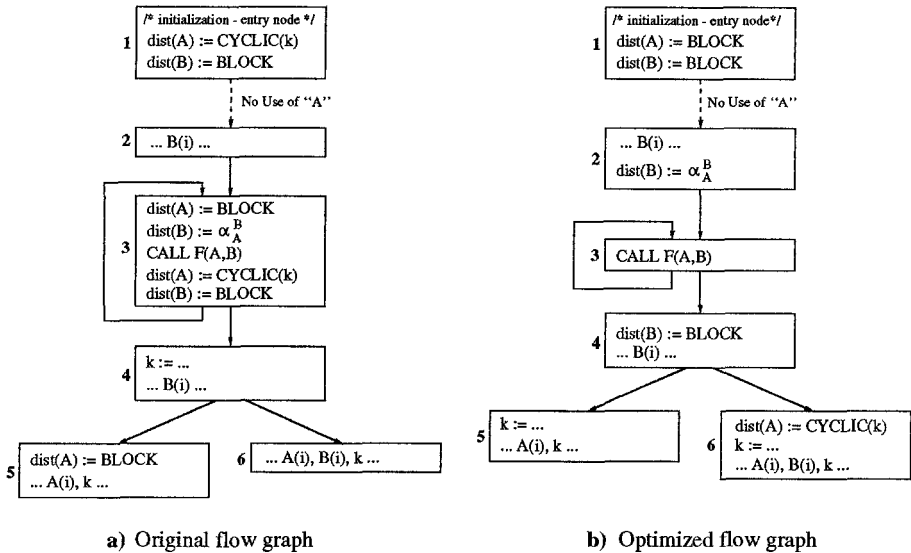 /* initialization - entry node */
1
dist(A) := CYCLIC(k)
dist(B) := BLOCK
No Use of "A"
2
... B(i) ...
3
dist(A) := BLOCK
dist(B) := α_A^B
CALL F(A,B)
dist(A) := CYCLIC(k)
dist(B) := BLOCK
4
k := ...
... B(i) ...
5
dist(A) := BLOCK
... A(i), k ...
6
... A(i), B(i), k ...
a) Original flow graph
/* initialization - entry node*/
1
dist(A) := BLOCK
dist(B) := BLOCK
No Use of "A"
2
... B(i) ...
dist(B) := α_A^B
3
CALL F(A,B)
4
dist(B) := BLOCK
... B(i) ...
5
k := ...
... A(i), k ...
6
dist(A) := CYCLIC(k)
k := ...
... A(i), B(i), k ...
b) Optimized flow graph